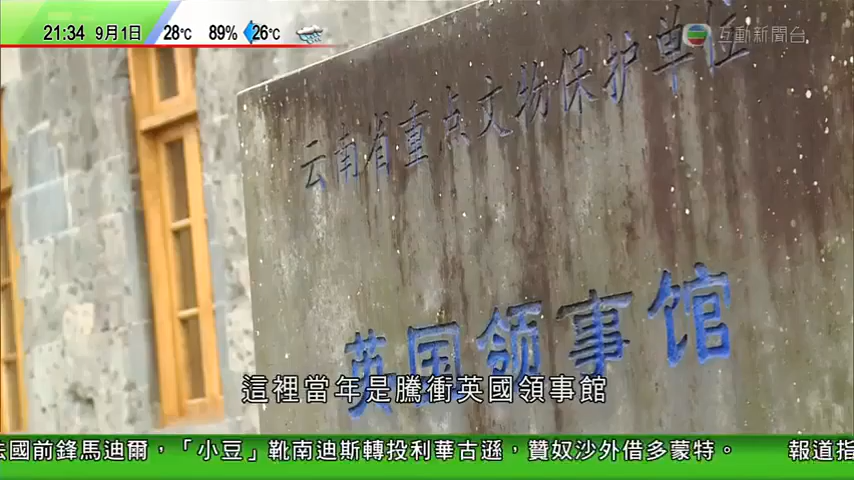 21:34 9月1日 28℃ 89% 26℃
互動新聞台
云南省重点文物保护单位
英国领事馆
這裡當年是騰衝英國領事館
法國前鋒馬迪爾，「小豆」靴南迪斯轉投利華古遜，贊奴沙外借多蒙特。 報道指